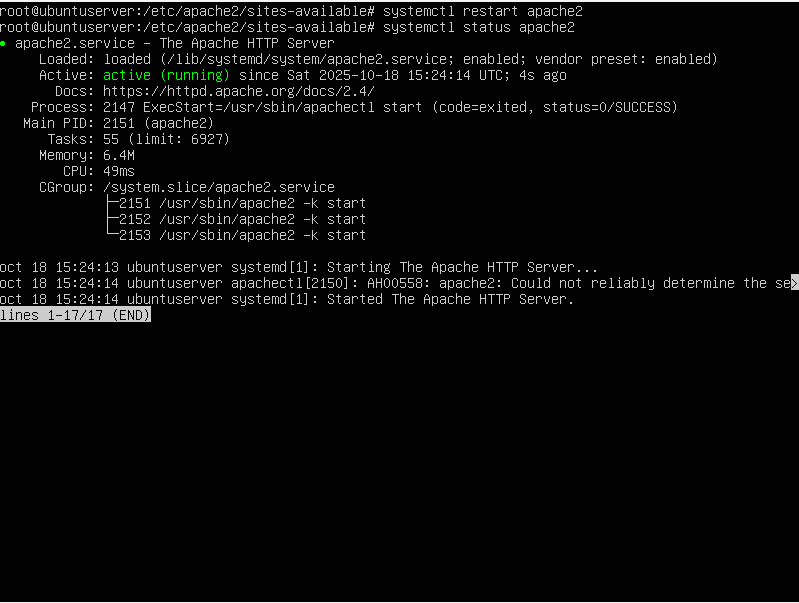 root@ubuntuserver:/etc/apache2/sites-available# systemctl restart apache2
root@ubuntuserver:/etc/apache2/sites-available# systemctl status apache2
● apache2.service - The Apache HTTP Server
     Loaded: loaded (/lib/systemd/system/apache2.service; enabled; vendor preset: enabled)
     Active: active (running) since Sat 2025-10-18 15:24:14 UTC; 4s ago
       Docs: https://httpd.apache.org/docs/2.4/
    Process: 2147 ExecStart=/usr/sbin/apachectl start (code=exited, status=0/SUCCESS)
   Main PID: 2151 (apache2)
      Tasks: 55 (limit: 6927)
     Memory: 6.4M
        CPU: 49ms
     CGroup: /system.slice/apache2.service
             ├─2151 /usr/sbin/apache2 -k start
             ├─2152 /usr/sbin/apache2 -k start
             └─2153 /usr/sbin/apache2 -k start
oct 18 15:24:13 ubuntuserver systemd[1]: Starting The Apache HTTP Server...
oct 18 15:24:14 ubuntuserver apachectl[2150]: AH00558: apache2: Could not reliably determine the se>
oct 18 15:24:14 ubuntuserver systemd[1]: Started The Apache HTTP Server.
lines 1-17/17 (END)